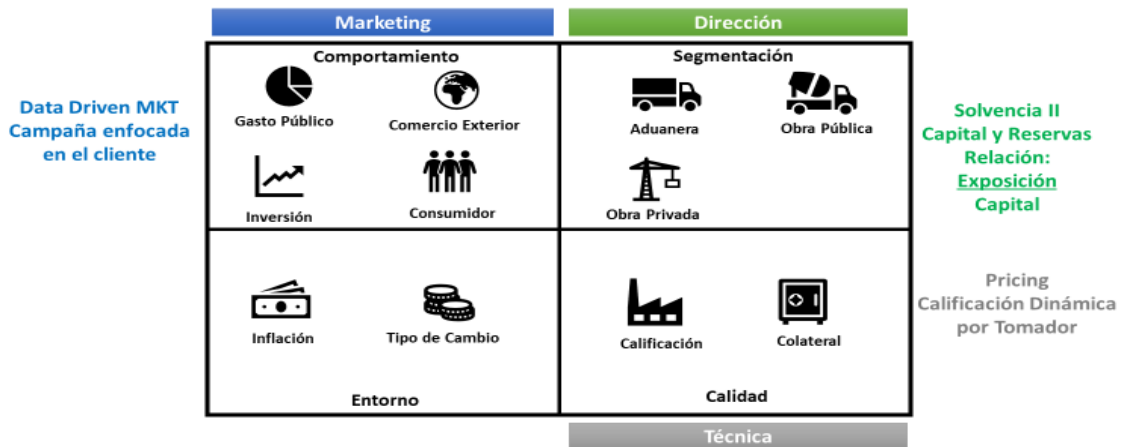 Marketing
Dirección
Comportamiento
Segmentación
Data Driven MKT
Campaña enfocada
en el cliente
Gasto Público
Comercio Exterior
Aduanera
Obra Pública
Inversión
Consumidor
Obra Privada
Solvencia II
Capital y Reservas
Relación:
Exposición
Capital
Inflación
Tipo de Cambio
Calificación
Colateral
Pricing
Calificación Dinámica
por Tomador
Entorno
Calidad
Técnica